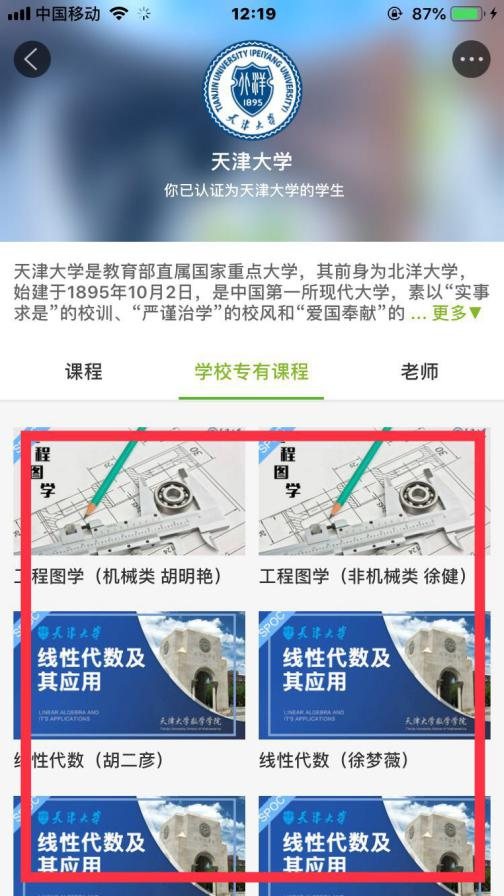 中国移动
12:19
87%
TIANJIN UNIVERSITY (PEIYANG UNIVERSITY)
北洋
1895
天津大学
天津大学
你已认证为天津大学的学生
天津大学是教育部直属国家重点大学，其前身为北洋大学，
始建于1895年10月2日，是中国第一所现代大学，素以“实事
求是”的校训、“严谨治学”的校风和“爱国奉献”的 ... 更多▼
课程
学校专有课程
老师
程
图
学
SPOC
程
图
学
工程图学（机械类 胡明艳）
工程图学（非机械类 徐健）
SPOC
天津大学
线性代数及
其应用
LINEAR ALGEBRA AND
IT'S APPLICATIONS
天津大学数学学院
SPOC
天津大学
线性代数及
其应用
LINEAR ALGEBRA AND
IT'S APPLICATIONS
天津大学数学学院
线性代数（胡二彦）
线性代数（徐梦薇）
SPOC
天津大学
线性代数及
其应用
SPOC
天津大学
线性代数及
其应用